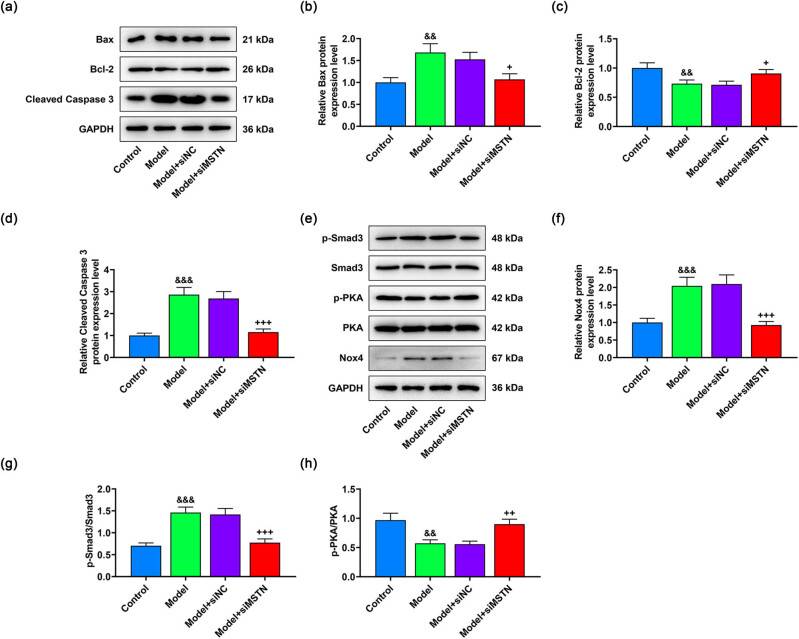 (a)
Bax
21 kDa
Bcl-2
26 kDa
Cleaved Caspase 3
17 kDa
GAPDH
36 kDa
Control
Model
Model+siNC
Model+siMSTN
(b)
Relative Bax protein
expression level
2.0
1.5
1.0
0.5
0.0
&&
+
Control
Model
Model+siNC
Model+siMSTN
(c)
Relative Bcl-2 protein
expression level
1.5
1.0
0.5
0.0
&&
+
Control
Model
Model+siNC
Model+siMSTN
(d)
Relative Cleaved Caspase 3
protein expression level
4
3
2
1
0
&&&
+++
Control
Model
Model+siNC
Model+siMSTN
(e)
p-Smad3
48 kDa
Smad3
48 kDa
p-PKA
42 kDa
PKA
42 kDa
Nox4
67 kDa
GAPDH
36 kDa
Control
Model
Model+siNC
Model+siMSTN
(f)
Relative Nox4 protein
expression level
2.5
2.0
1.5
1.0
0.5
0.0
&&&
+++
Control
Model
Model+siNC
Model+siMSTN
(g)
p-Smad3/Smad3
2.0
1.5
1.0
0.5
0.0
&&&
+++
Control
Model
Model+siNC
Model+siMSTN
(h)
p-PKA/PKA
1.5
1.0
0.5
0.0
&&
++
Control
Model
Model+siNC
Model+siMSTN